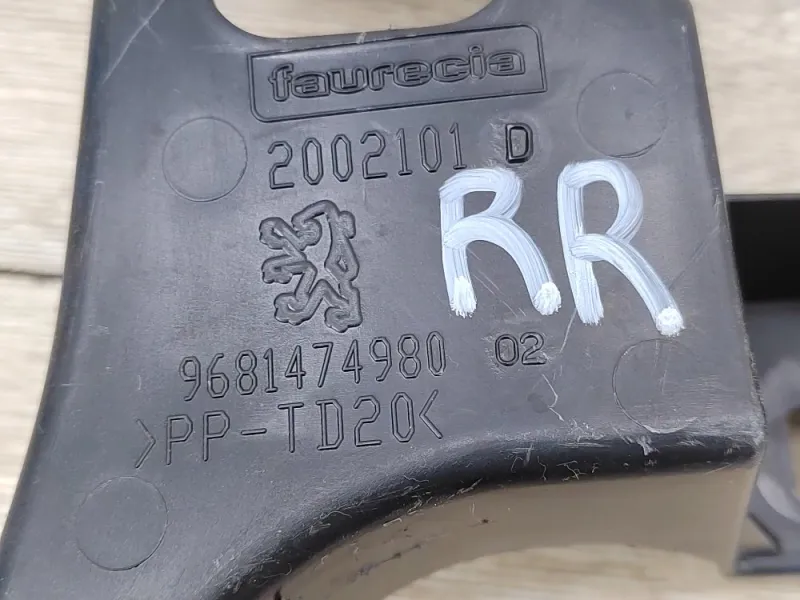 faurecia
2002101 D
RR
9681474980 02
>PP-TD20<